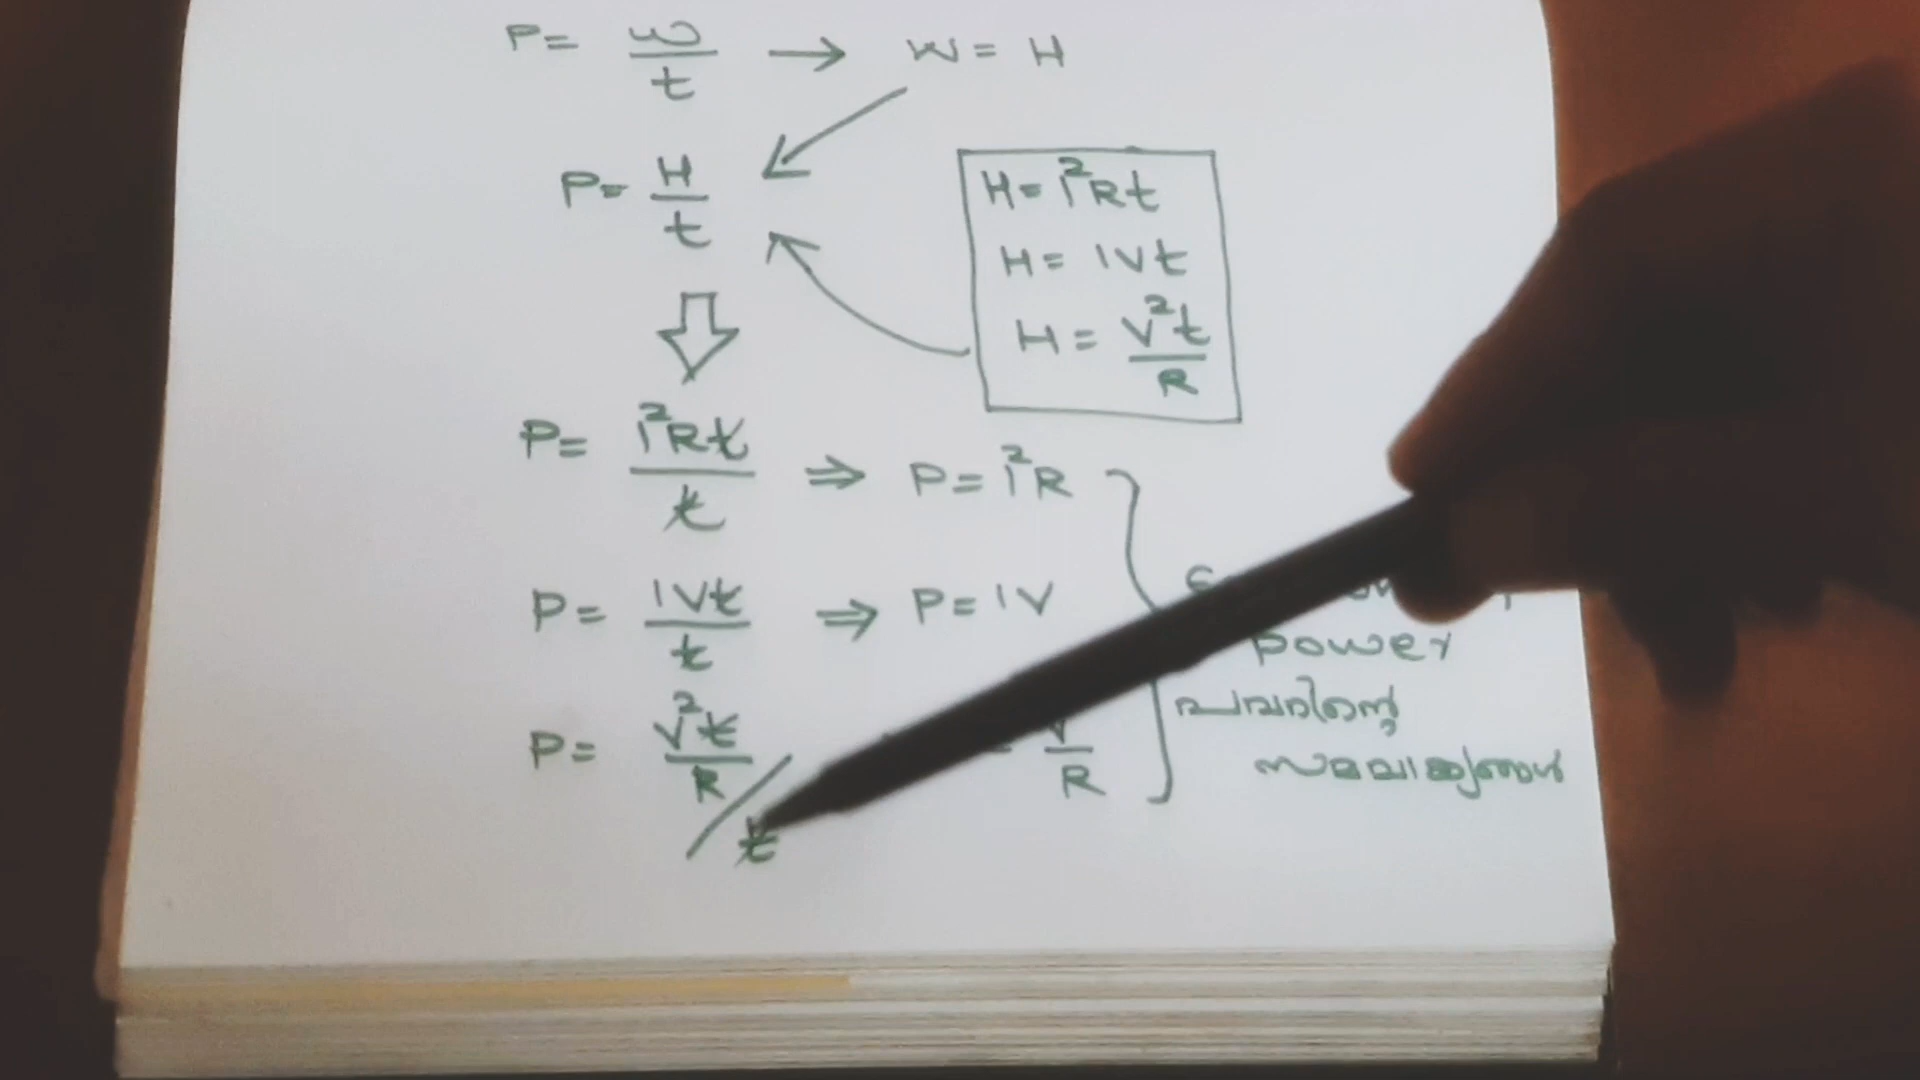 P= w/t → W = H
P= H/t
H= I²Rt
H= IVt
H= V²t/R
P= I²Rt/t ⇒ P= I²R
P= IVt/t ⇒ P= IV
P= V²t/R/t = V/R
power
പവറിന്റെ
സമവാക്യങ്ങൾ